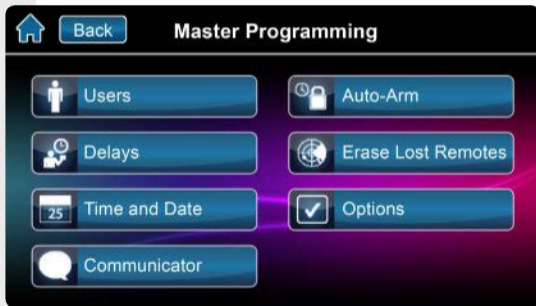 Back
Master Programming
Users
Auto-Arm
Delays
Erase Lost Remotes
25
Time and Date
Options
Communicator